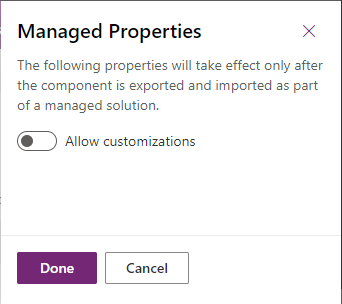 Managed Properties
The following properties will take effect only after
the component is exported and imported as part
of a managed solution.
Allow customizations
Done Cancel